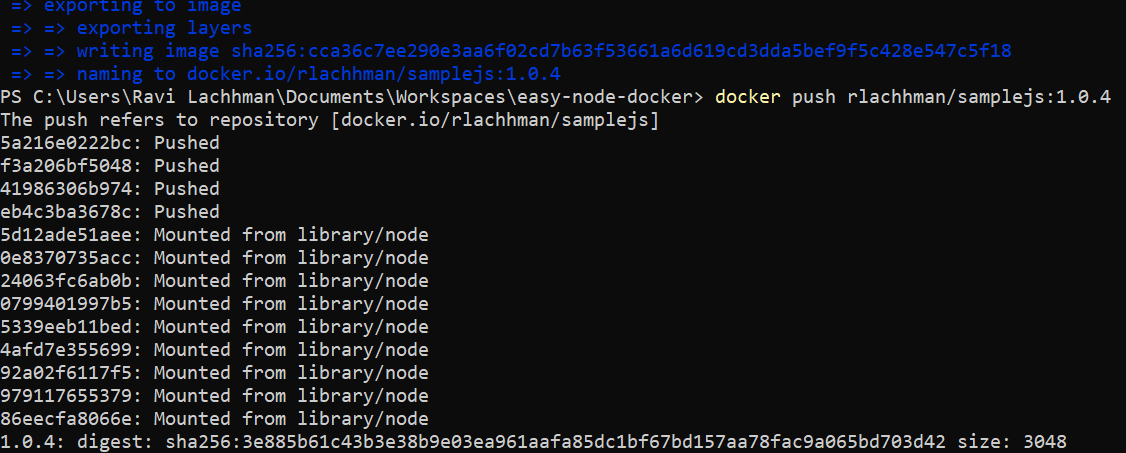 => exporting to image
=> => exporting layers
=> => writing image sha256:cca36c7ee290e3aa6f02cd7b63f53661a6d619cd3dda5bef9f5c428e547c5f18
=> => naming to docker.io/rlachhman/samplejs:1.0.4
PS C:\Users\Ravi Lachhman\Documents\Workspaces\easy-node-docker> docker push rlachhman/samplejs:1.0.4
The push refers to repository [docker.io/rlachhman/samplejs]
5a216e0222bc: Pushed
f3a206bf5048: Pushed
41986306b974: Pushed
eb4c3ba3678c: Pushed
5d12ade51aee: Mounted from library/node
0e8370735acc: Mounted from library/node
24063fc6ab0b: Mounted from library/node
0799401997b5: Mounted from library/node
5339eeb11bed: Mounted from library/node
4afd7e355699: Mounted from library/node
92a02f6117f5: Mounted from library/node
979117655379: Mounted from library/node
86eecfa8066e: Mounted from library/node
1.0.4: digest: sha256:3e885b61c43b3e38b9e03ea961aafa85dc1bf67bd157aa78fac9a065bd703d42 size: 3048